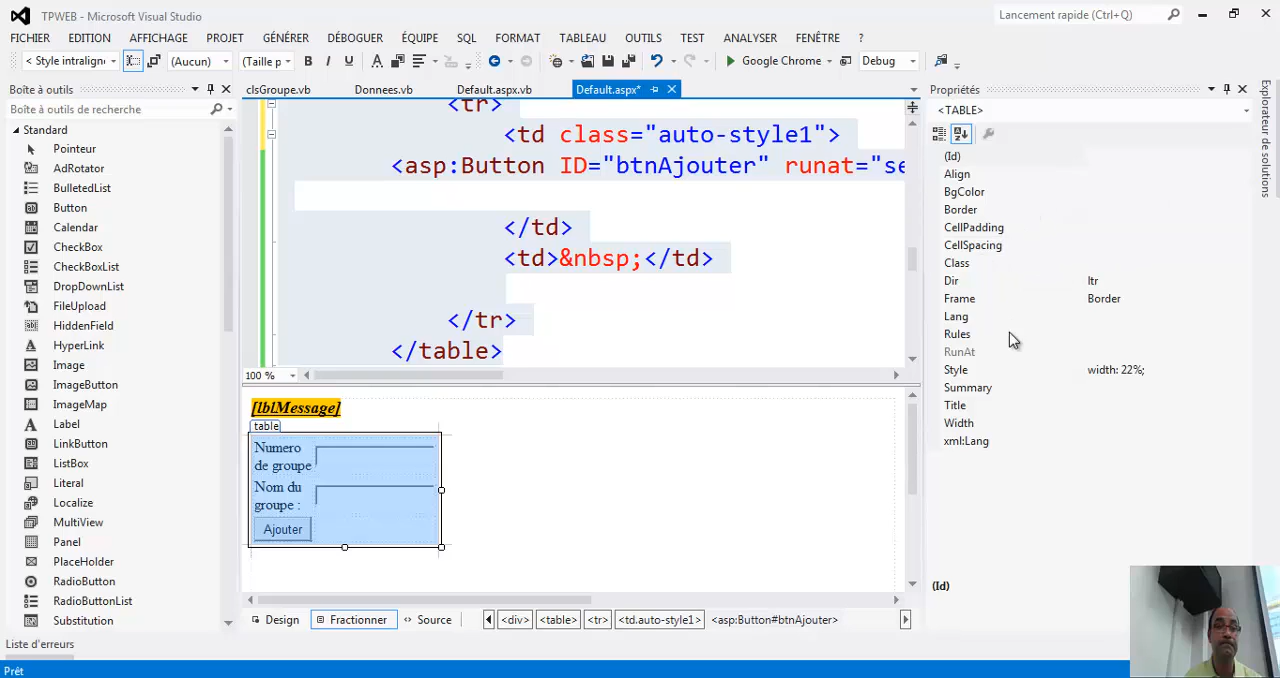 TPWEB - Microsoft Visual Studio
Lancement rapide (Ctrl+Q)
FICHIER EDITION AFFICHAGE PROJET GÉNÉRER DÉBOGUER ÉQUIPE SQL FORMAT TABLEAU OUTILS TEST ANALYSER FENÊTRE ?
< Style intraligne (Aucun) (Taille p B I U A Google Chrome Debug
Boîte à outils
clsGroupe.vb Donnees.vb Default.aspx.vb Default.aspx*
Propriétés
Explorateur de solutions
Boîte à outils de recherche
Standard
Pointeur
AdRotator
BulletedList
Button
Calendar
CheckBox
CheckBoxList
DropDownList
FileUpload
HiddenField
HyperLink
Image
ImageButton
ImageMap
Label
LinkButton
ListBox
Literal
Localize
MultiView
Panel
PlaceHolder
RadioButton
RadioButtonList
Substitution
<tr>
<td class="auto-style1">
<asp:Button ID="btnAjouter" runat="se
</td>
<td>&nbsp;</td>
</tr>
</table>
100 %
[lblMessage]
table
Numero
de groupe
Nom du
groupe :
Ajouter
Design Fractionner Source <div> <table> <tr> <td.auto-style1> <asp:Button#btnAjouter>
<TABLE>
(Id)
Align
BgColor
Border
CellPadding
CellSpacing
Class
Dir ltr
Frame Border
Lang
Rules
RunAt
Style width: 22%;
Summary
Title
Width
xml:Lang
(Id)
Liste d'erreurs
Prêt